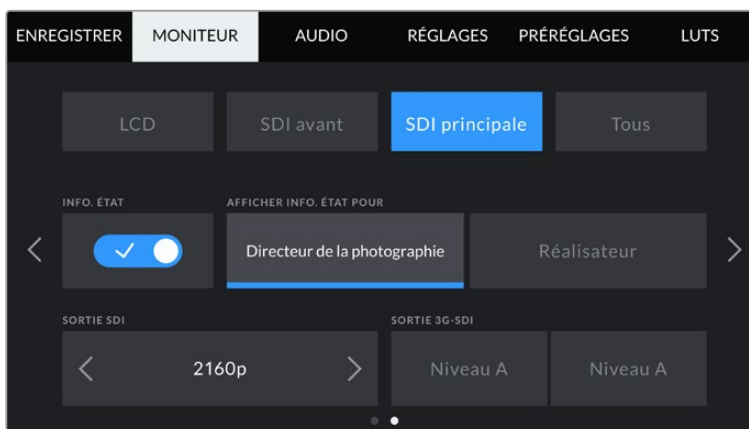 ENREGISTRER MONITEUR AUDIO RÉGLAGES PRÉRÉGLAGES LUTS
LCD SDI avant SDI principale Tous
INFO. ÉTAT AFFICHER INFO. ÉTAT POUR
Directeur de la photographie Réalisateur
SORTIE SDI SORTIE 3G-SDI
2160p Niveau A Niveau A